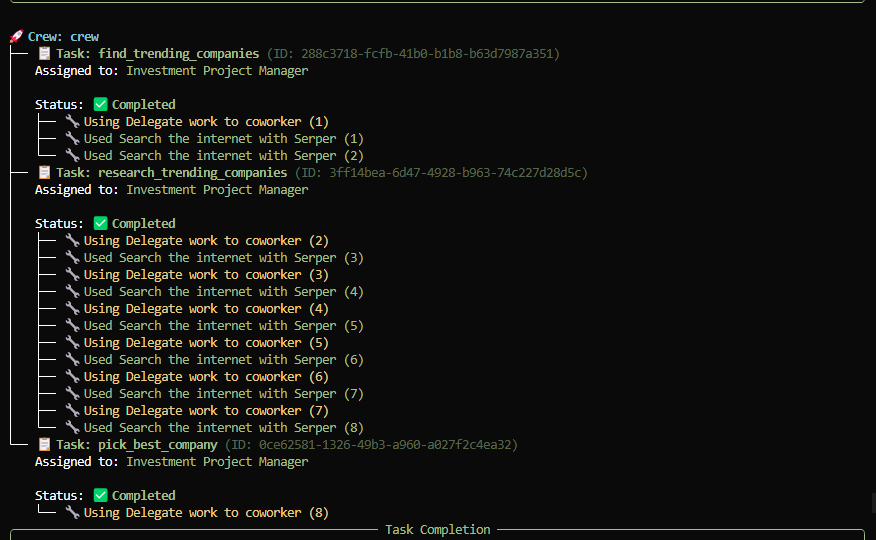 Crew: crew
Task: find_trending_companies (ID: 288c3718-fcfb-41b0-b1b8-b63d7987a351)
Assigned to: Investment Project Manager
Status: ✅ Completed
Using Delegate work to coworker (1)
Used Search the internet with Serper (1)
Used Search the internet with Serper (2)
Task: research_trending_companies (ID: 3ff14bea-6d47-4928-b963-74c227d28d5c)
Assigned to: Investment Project Manager
Status: ✅ Completed
Using Delegate work to coworker (2)
Used Search the internet with Serper (3)
Using Delegate work to coworker (3)
Used Search the internet with Serper (4)
Using Delegate work to coworker (4)
Used Search the internet with Serper (5)
Using Delegate work to coworker (5)
Used Search the internet with Serper (6)
Using Delegate work to coworker (6)
Used Search the internet with Serper (7)
Using Delegate work to coworker (7)
Used Search the internet with Serper (8)
Task: pick_best_company (ID: 0ce62581-1326-49b3-a960-a027f2c4ea32)
Assigned to: Investment Project Manager
Status: ✅ Completed
Using Delegate work to coworker (8)
Task Completion